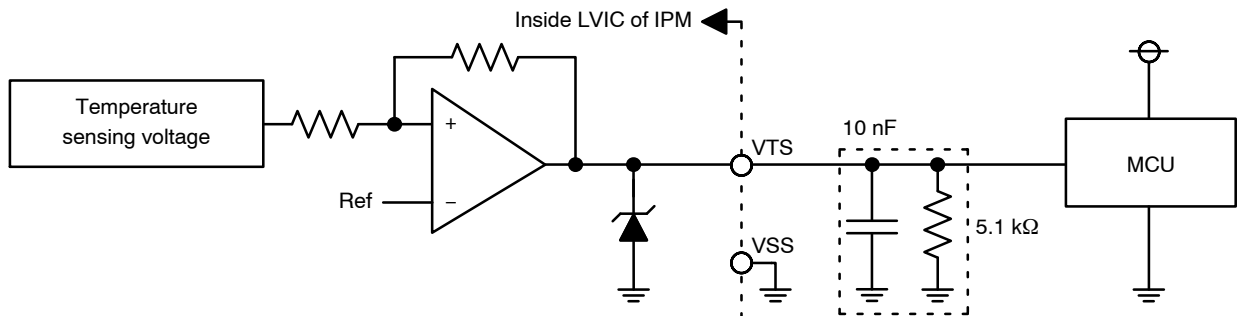 Inside LVIC of IPM
Temperature
sensing voltage
+
Ref
−
VTS
VSS
10 nF
5.1 kΩ
MCU